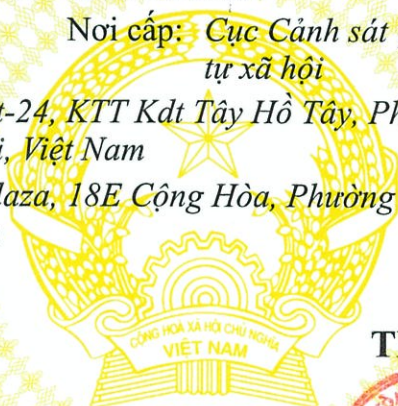 Nơi cấp: Cục Cảnh sát
tự xã hội
t-24, KTT Kdt Tây Hồ Tây, Ph
i, Việt Nam
laza, 18E Cộng Hòa, Phường
CỘNG HÒA XÃ HỘI CHỦ NGHĨA
VIỆT NAM
T